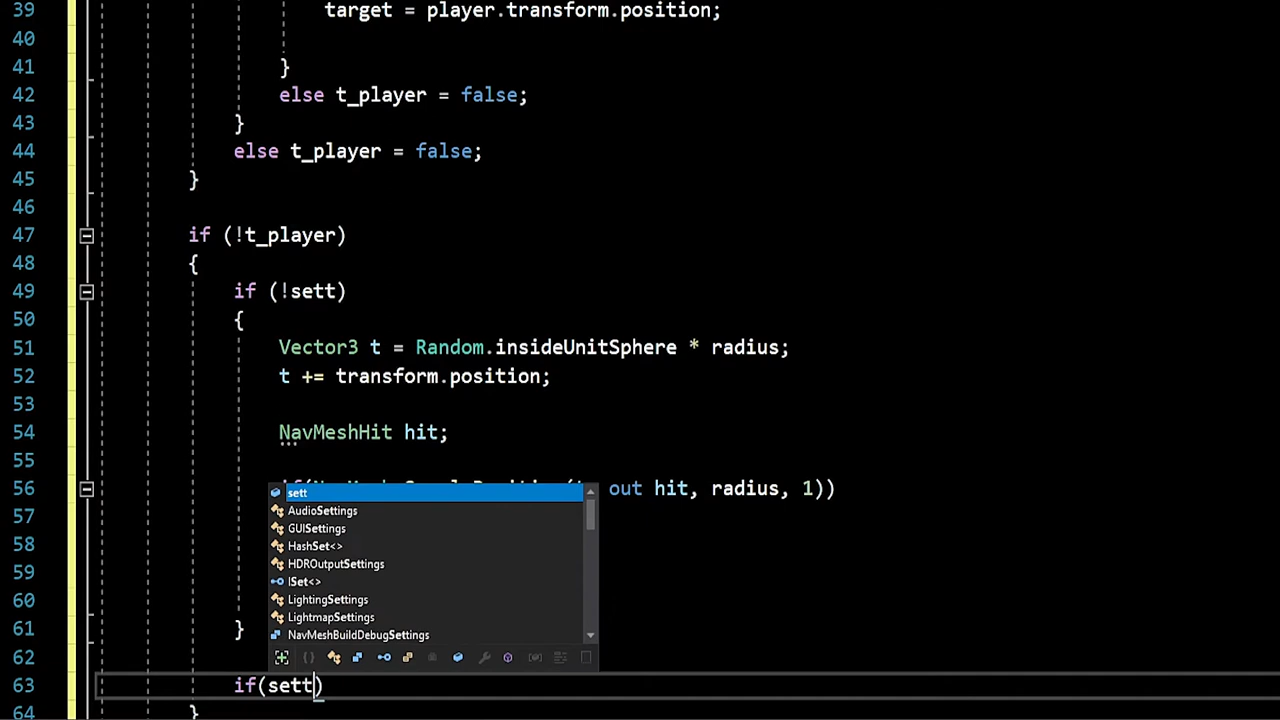 39 target = player.transform.position;
40
41 }
42 else t_player = false;
43 }
44 else t_player = false;
45 }
46
47 if (!t_player)
48 {
49 if (!sett)
50 {
51 Vector3 t = Random.insideUnitSphere * radius;
52 t += transform.position;
53
54 NavMeshHit hit;
55
56 out hit, radius, 1))
57 sett
58 AudioSettings
GUISettings
59 HashSet<>
HDROutputSettings
60 ISet<>
LightingSettings
LightmapSettings
61 } NavMeshBuildDebugSettings
62
63 if(sett)
64 }